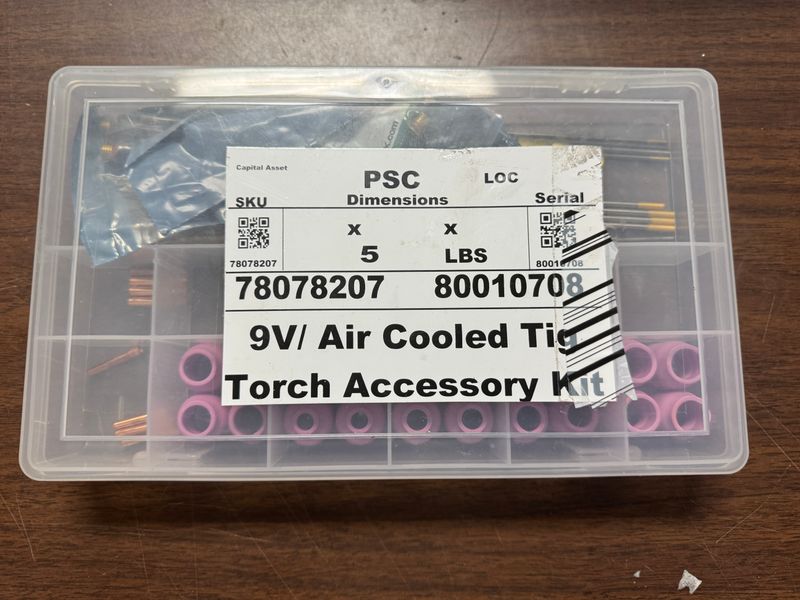 Capital Asset
PSC
LOC
SKU
Dimensions
Serial
x x
5 LBS
78078207
80010708
78078207 80010708
9V/ Air Cooled Tig
Torch Accessory Kit